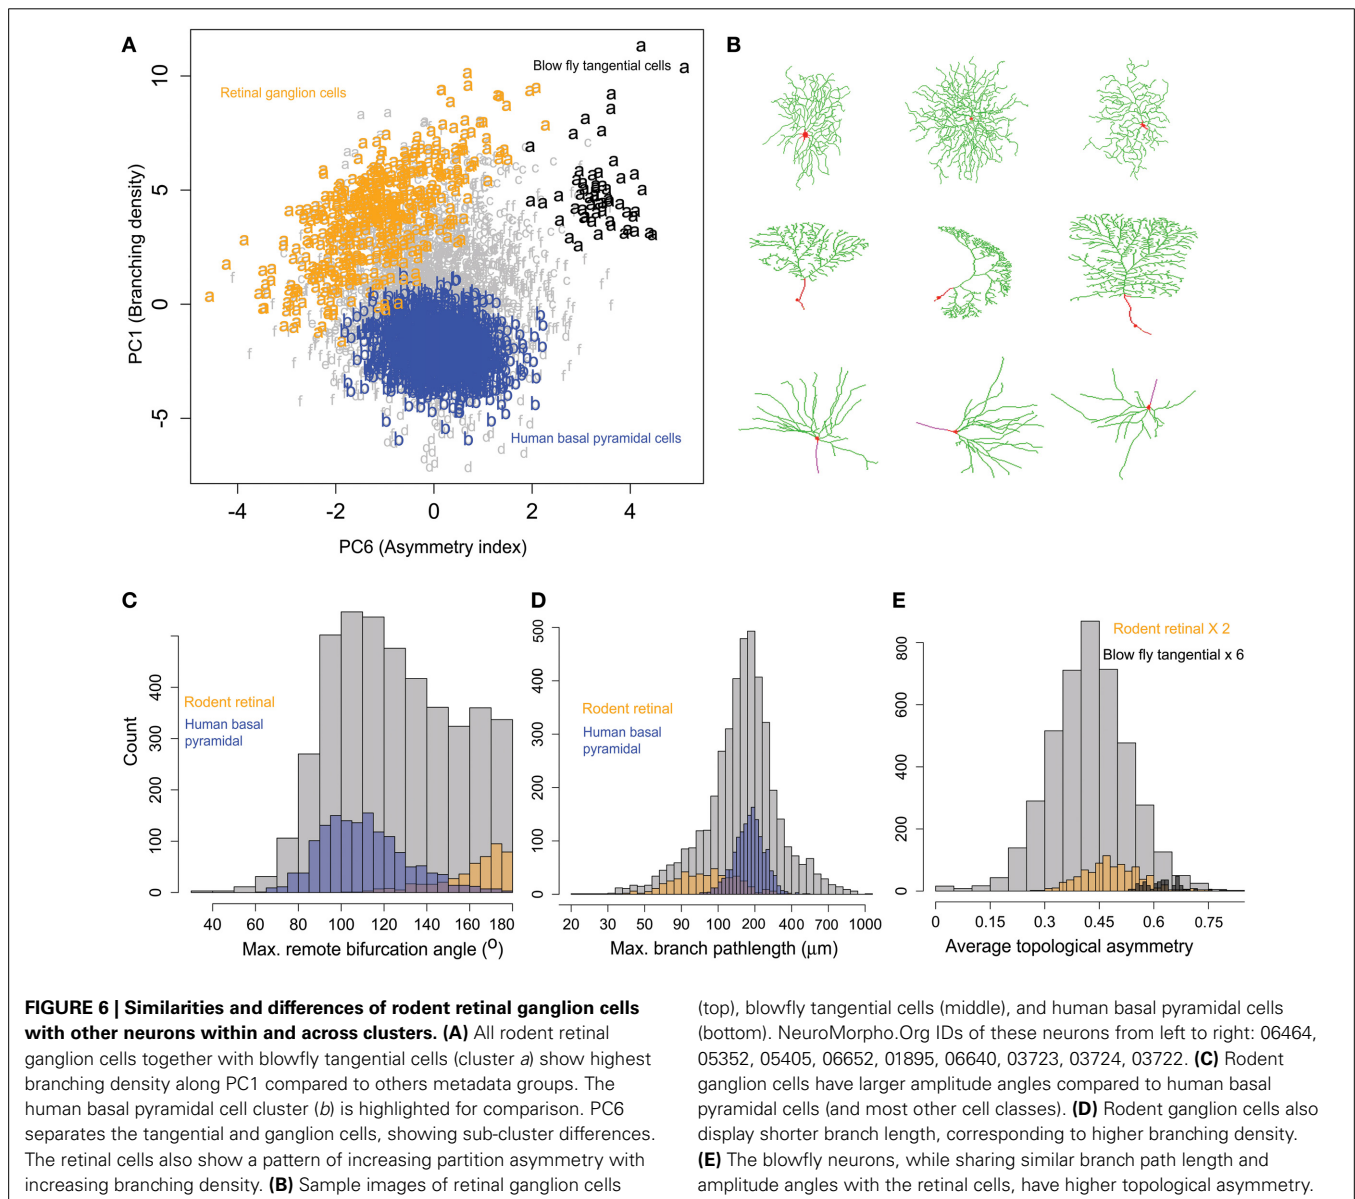 A
Blow fly tangential cells
Retinal ganglion cells
Human basal pyramidal cells
PC1 (Branching density)
10
5
0
-5
-4
-2
0
2
4
PC6 (Asymmetry index)
B
C
Rodent retinal
Human basal
pyramidal
Count
400
300
200
100
0
40
60
80
100
120
140
160
180
Max. remote bifurcation angle (º)
D
Rodent retinal
Human basal
pyramidal
500
400
300
200
100
0
20
30
50
50
90
100
200
400
700
1000
Max. branch pathlength (μm)
E
Rodent retinal X 2
Blow fly tangential x 6
800
600
400
200
0
0
0.15
0.3
0.45
0.6
0.75
Average topological asymmetry
FIGURE 6 | Similarities and differences of rodent retinal ganglion cells
with other neurons within and across clusters. (A) All rodent retinal
ganglion cells together with blowfly tangential cells (cluster a) show highest
branching density along PC1 compared to others metadata groups. The
human basal pyramidal cell cluster (b) is highlighted for comparison. PC6
separates the tangential and ganglion cells, showing sub-cluster differences.
The retinal cells also show a pattern of increasing partition asymmetry with
increasing branching density. (B) Sample images of retinal ganglion cells
(top), blowfly tangential cells (middle), and human basal pyramidal cells
(bottom). NeuroMorpho.Org IDs of these neurons from left to right: 06464,
05352, 05405, 06652, 01895, 06640, 03723, 03724, 03722. (C) Rodent
ganglion cells have larger amplitude angles compared to human basal
pyramidal cells (and most other cell classes). (D) Rodent ganglion cells also
display shorter branch length, corresponding to higher branching density.
(E) The blowfly neurons, while sharing similar branch path length and
amplitude angles with the retinal cells, have higher topological asymmetry.